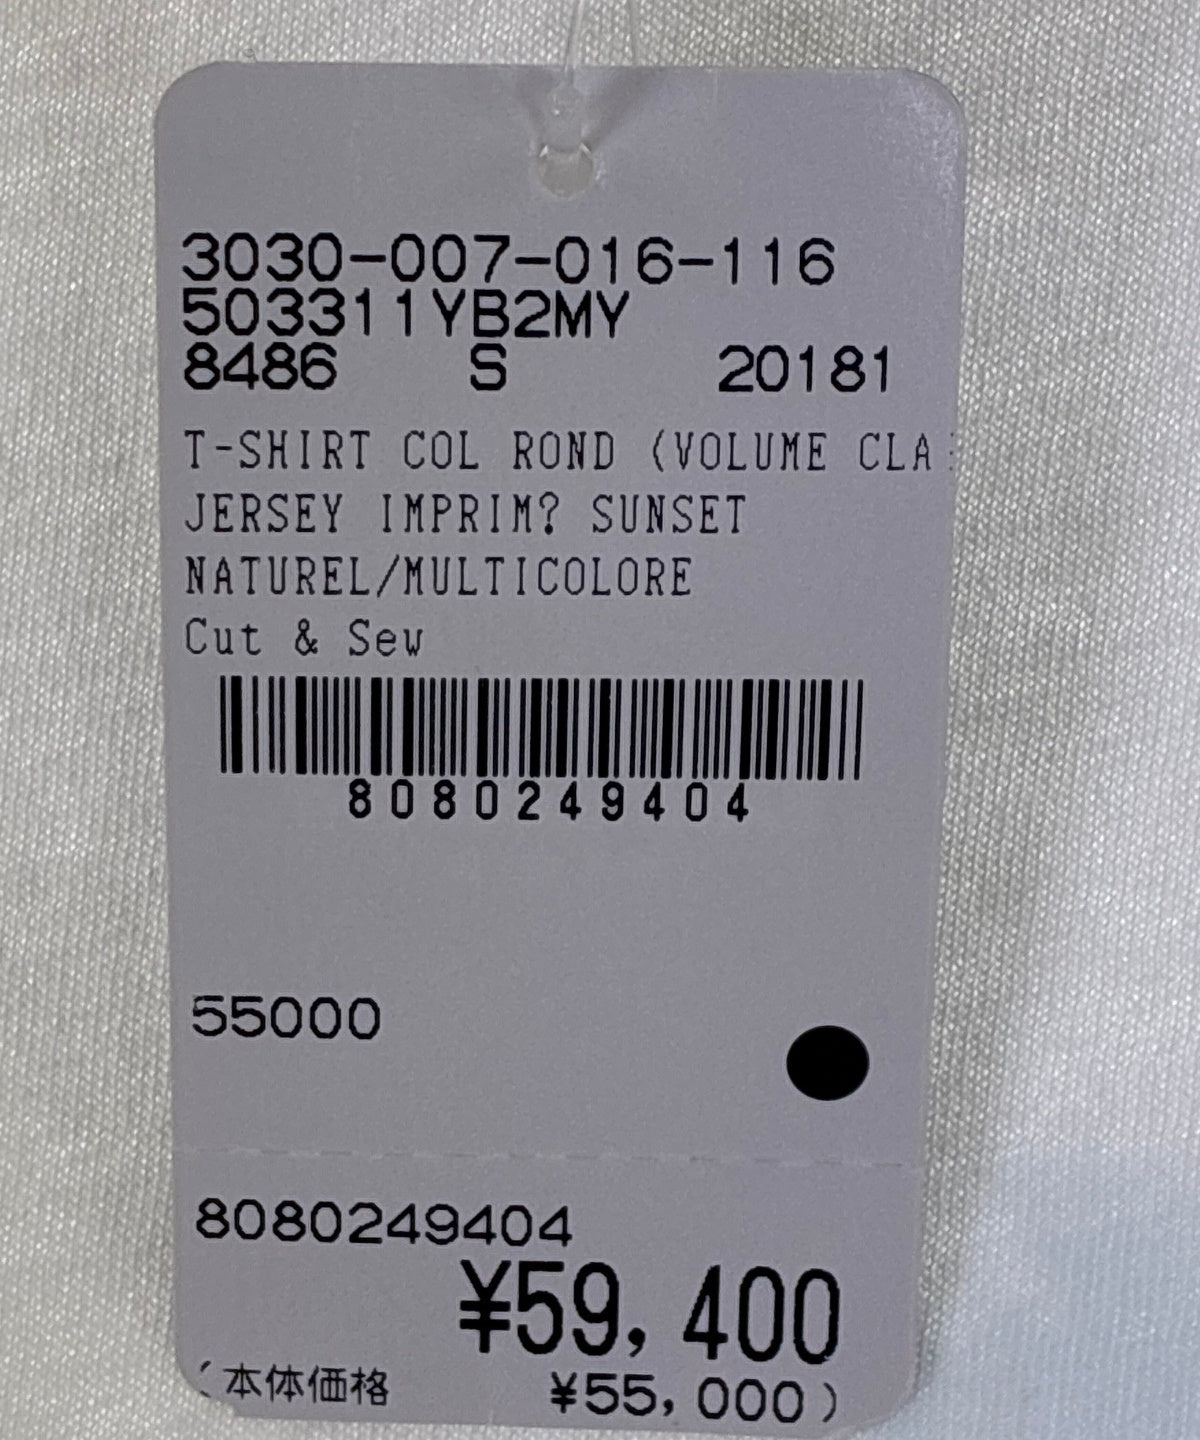 3030-007-016-116
503311YB2MY
8486 S 20181
T-SHIRT COL ROND (VOLUME CLA
JERSEY IMPRIM? SUNSET
NATUREL/MULTICOLORE
Cut & Sew
8080249404
55000
8080249404
¥59,400
(本体価格 ¥55,000)